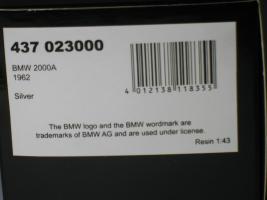 437 023000
BMW 2000A
1962
Silver
4 012138 118355
The BMW logo and the BMW wordmark are
trademarks of BMW AG and are used under license.
Resin 1:43